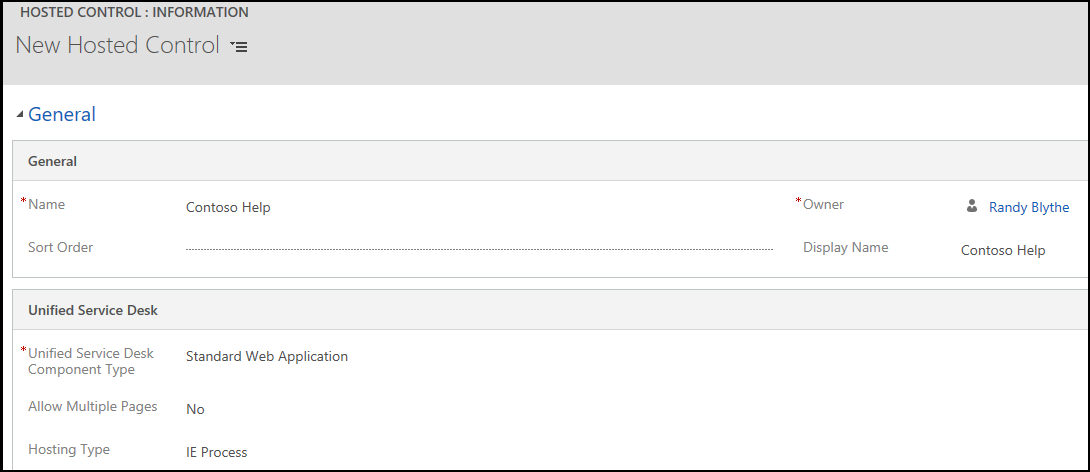 HOSTED CONTROL : INFORMATION
New Hosted Control
General
General
*Name Contoso Help *Owner Randy Blythe
Sort Order Display Name Contoso Help
Unified Service Desk
*Unified Service Desk Standard Web Application
Component Type
Allow Multiple Pages No
Hosting Type IE Process